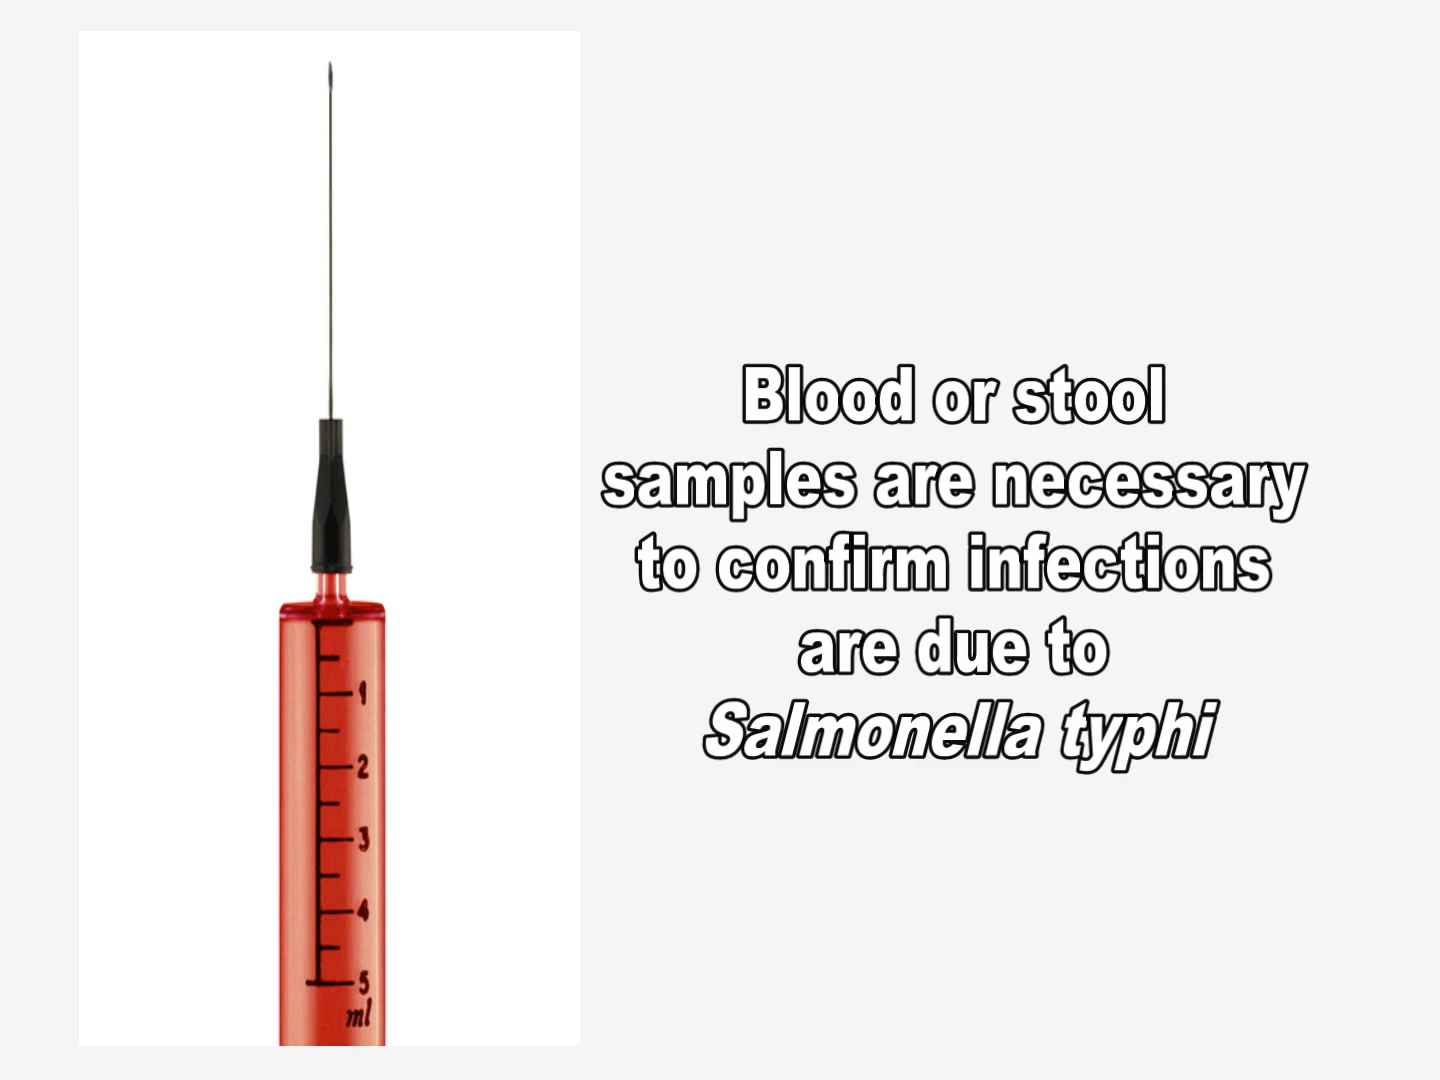 Blood or stool
samples are necessary
to confirm infections
are due to
Salmonella typhi
1
2
3
4
5
ml